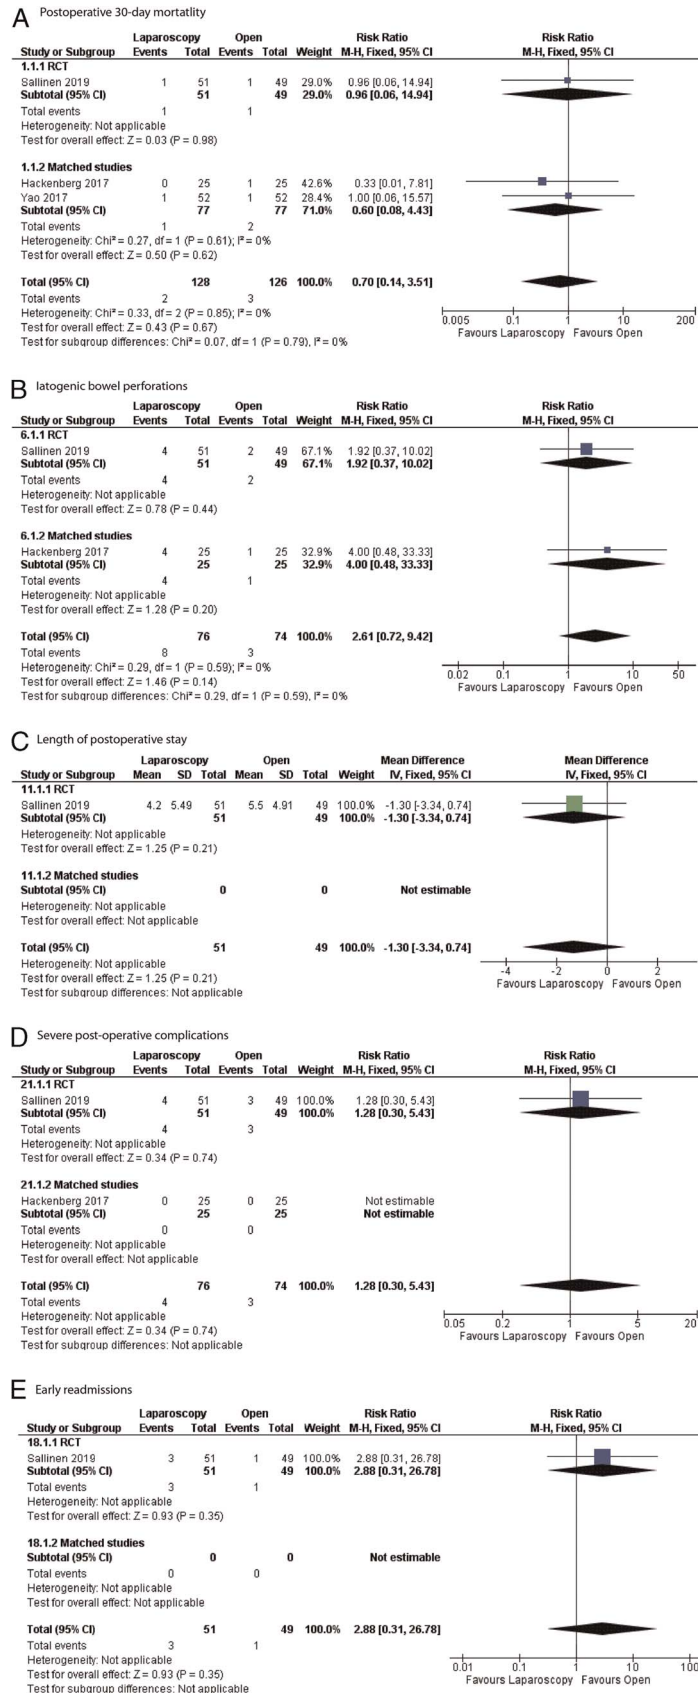 A Postoperative 30-day mortatlity
Laparoscopy Open Risk Ratio Risk Ratio
Study or Subgroup Events Total Events Total Weight M-H, Fixed, 95% CI M-H, Fixed, 95% CI
1.1.1 RCT
Sallinen 2019 1 51 1 49 29.0% 0.96 [0.06, 14.94]
Subtotal (95% CI) 51 49 29.0% 0.96 [0.06, 14.94]
Total events 1 1
Heterogeneity: Not applicable
Test for overall effect: Z = 0.03 (P = 0.98)
1.1.2 Matched studies
Hackenberg 2017 0 25 1 25 42.6% 0.33 [0.01, 7.81]
Yao 2017 1 52 1 52 28.4% 1.00 [0.06, 15.57]
Subtotal (95% CI) 77 77 71.0% 0.60 [0.08, 4.43]
Total events 1 2
Heterogeneity: Chi² = 0.27, df = 1 (P = 0.61); I² = 0%
Test for overall effect: Z = 0.50 (P = 0.62)
Total (95% CI) 128 126 100.0% 0.70 [0.14, 3.51]
Total events 2 3
Heterogeneity: Chi² = 0.33, df = 2 (P = 0.85); I² = 0%
Test for overall effect: Z = 0.43 (P = 0.67)
Test for subgroup differences: Chi² = 0.07, df = 1 (P = 0.79), I² = 0%
0.005 0.1 1 10 200
Favours Laparoscopy Favours Open
B Iatogenic bowel perforations
Laparoscopy Open Risk Ratio Risk Ratio
Study or Subgroup Events Total Events Total Weight M-H, Fixed, 95% CI M-H, Fixed, 95% CI
6.1.1 RCT
Sallinen 2019 4 51 2 49 67.1% 1.92 [0.37, 10.02]
Subtotal (95% CI) 51 49 67.1% 1.92 [0.37, 10.02]
Total events 4 2
Heterogeneity: Not applicable
Test for overall effect: Z = 0.78 (P = 0.44)
6.1.2 Matched studies
Hackenberg 2017 4 25 1 25 32.9% 4.00 [0.48, 33.33]
Subtotal (95% CI) 25 25 32.9% 4.00 [0.48, 33.33]
Total events 4 1
Heterogeneity: Not applicable
Test for overall effect: Z = 1.28 (P = 0.20)
Total (95% CI) 76 74 100.0% 2.61 [0.72, 9.42]
Total events 8 3
Heterogeneity: Chi² = 0.29, df = 1 (P = 0.59); I² = 0%
Test for overall effect: Z = 1.46 (P = 0.14)
Test for subgroup differences: Chi² = 0.29, df = 1 (P = 0.59), I² = 0%
0.02 0.1 1 10 50
Favours Laparoscopy Favours Open
C Length of postoperative stay
Laparoscopy Open Mean Difference Mean Difference
Study or Subgroup Mean SD Total Mean SD Total Weight IV, Fixed, 95% CI IV, Fixed, 95% CI
11.1.1 RCT
Sallinen 2019 4.2 5.49 51 5.5 4.91 49 100.0% -1.30 [-3.34, 0.74]
Subtotal (95% CI) 51 49 100.0% -1.30 [-3.34, 0.74]
Heterogeneity: Not applicable
Test for overall effect: Z = 1.25 (P = 0.21)
11.1.2 Matched studies
Subtotal (95% CI) 0 0 Not estimable
Heterogeneity: Not applicable
Test for overall effect: Not applicable
Total (95% CI) 51 49 100.0% -1.30 [-3.34, 0.74]
Heterogeneity: Not applicable
Test for overall effect: Z = 1.25 (P = 0.21)
Test for subgroup differences: Not applicable
-4 -2 0 2
Favours Laparoscopy Favours Open
D Severe post-operative complications
Laparoscopy Open Risk Ratio Risk Ratio
Study or Subgroup Events Total Events Total Weight M-H, Fixed, 95% CI M-H, Fixed, 95% CI
21.1.1 RCT
Sallinen 2019 4 51 3 49 100.0% 1.28 [0.30, 5.43]
Subtotal (95% CI) 51 49 100.0% 1.28 [0.30, 5.43]
Total events 4 3
Heterogeneity: Not applicable
Test for overall effect: Z = 0.34 (P = 0.74)
21.1.2 Matched studies
Hackenberg 2017 0 25 0 25 Not estimable
Subtotal (95% CI) 25 25 Not estimable
Total events 0 0
Heterogeneity: Not applicable
Test for overall effect: Not applicable
Total (95% CI) 76 74 100.0% 1.28 [0.30, 5.43]
Total events 4 3
Heterogeneity: Not applicable
Test for overall effect: Z = 0.34 (P = 0.74)
Test for subgroup differences: Not applicable
0.05 0.2 1 5 20
Favours Laparoscopy Favours Open
E Early readmissions
Laparoscopy Open Risk Ratio Risk Ratio
Study or Subgroup Events Total Events Total Weight M-H, Fixed, 95% CI M-H, Fixed, 95% CI
18.1.1 RCT
Sallinen 2019 3 51 1 49 100.0% 2.88 [0.31, 26.78]
Subtotal (95% CI) 51 49 100.0% 2.88 [0.31, 26.78]
Total events 3 1
Heterogeneity: Not applicable
Test for overall effect: Z = 0.93 (P = 0.35)
18.1.2 Matched studies
Subtotal (95% CI) 0 0 Not estimable
Total events 0 0
Heterogeneity: Not applicable
Test for overall effect: Not applicable
Total (95% CI) 51 49 100.0% 2.88 [0.31, 26.78]
Total events 3 1
Heterogeneity: Not applicable
Test for overall effect: Z = 0.93 (P = 0.35)
Test for subgroup differences: Not applicable
0.01 0.1 1 10 100
Favours Laparoscopy Favours Open